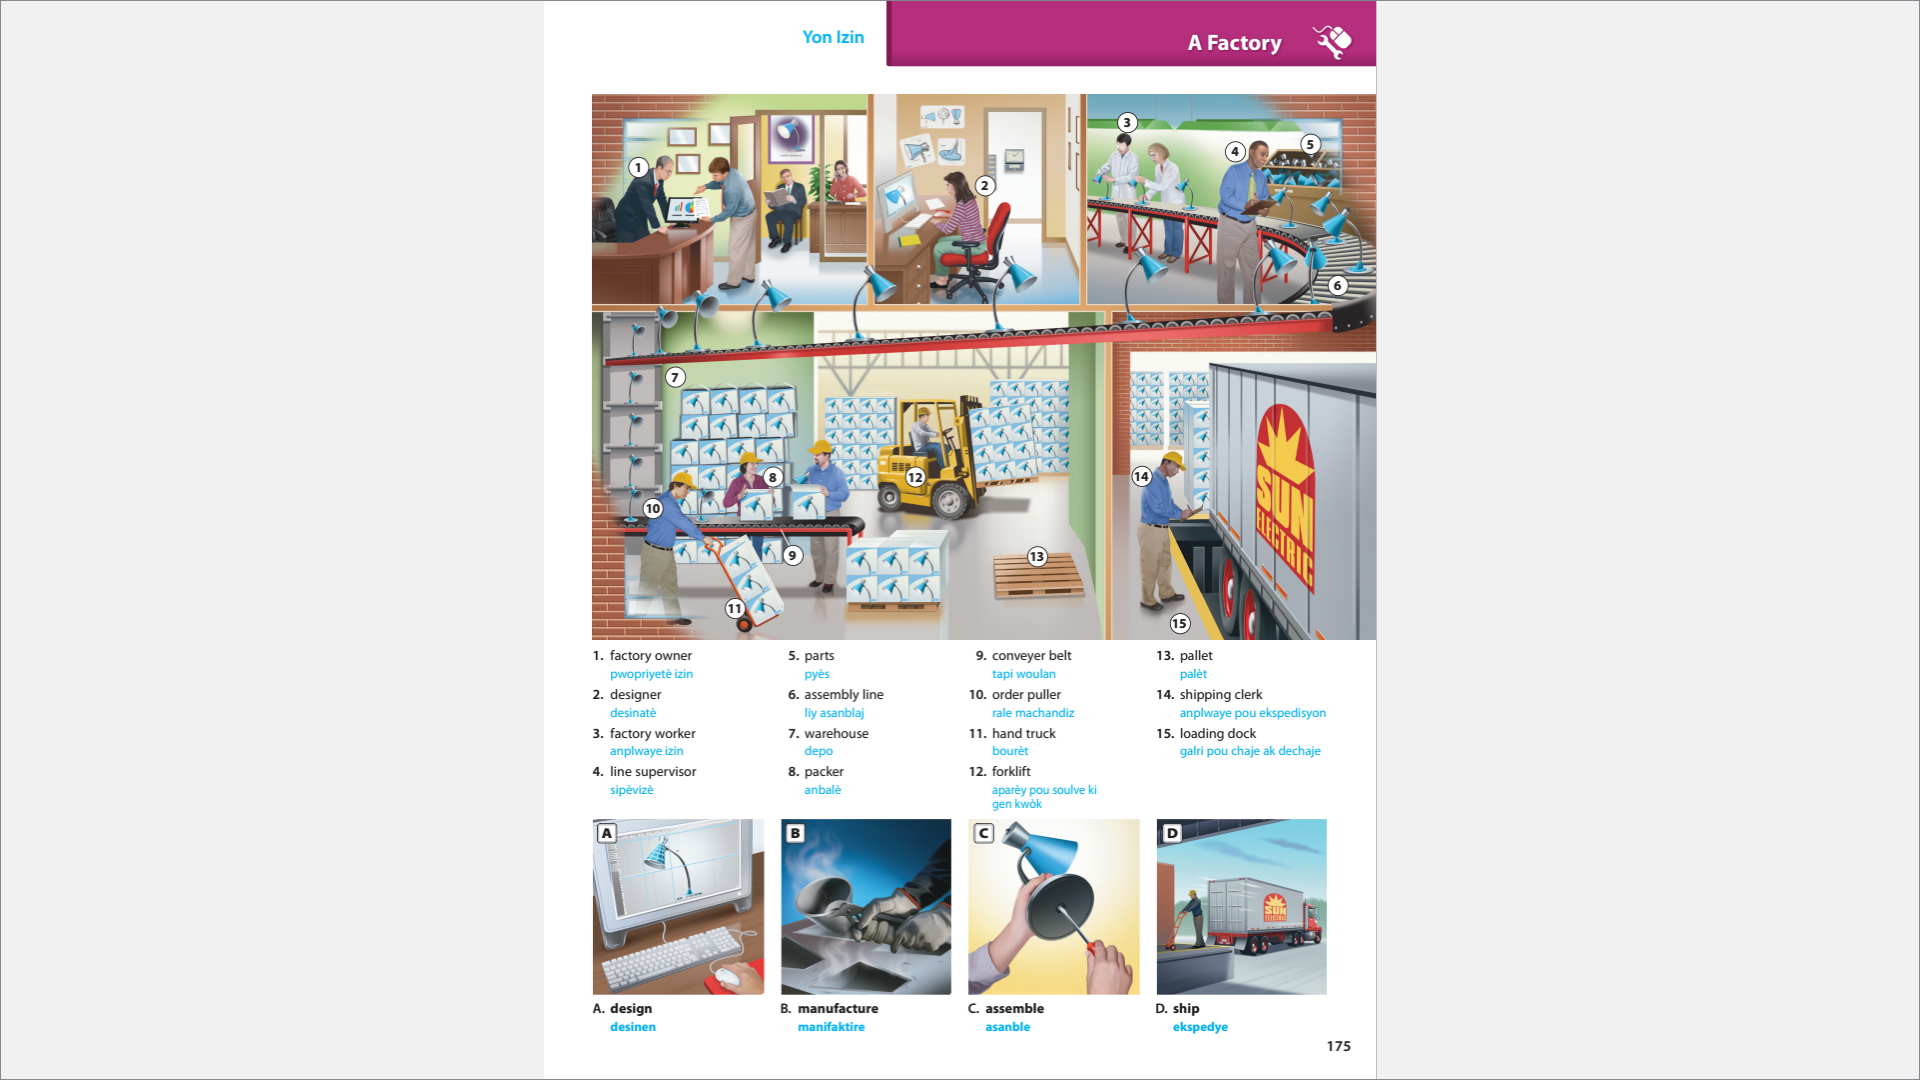 Yon Izin
A Factory
1
2
3
4
5
6
7
8
9
10
11
12
13
14
15
SUN
ELECTRIC
1. factory owner
pwopriyetè izin
2. designer
desinatè
3. factory worker
anplwaye izin
4. line supervisor
sipèvizè
5. parts
pyès
6. assembly line
liy asanblaj
7. warehouse
depo
8. packer
anbalè
9. conveyer belt
tapi woulan
10. order puller
rale machandiz
11. hand truck
bourèt
12. forklift
aparèy pou soulve ki
gen kwòk
13. pallet
palèt
14. shipping clerk
anplwaye pou ekspedisyon
15. loading dock
galri pou chaje ak dechaje
A
B
C
D
SUN
ELECTRIC
A. design
desinen
B. manufacture
manifaktire
C. assemble
asanble
D. ship
ekspedye
175